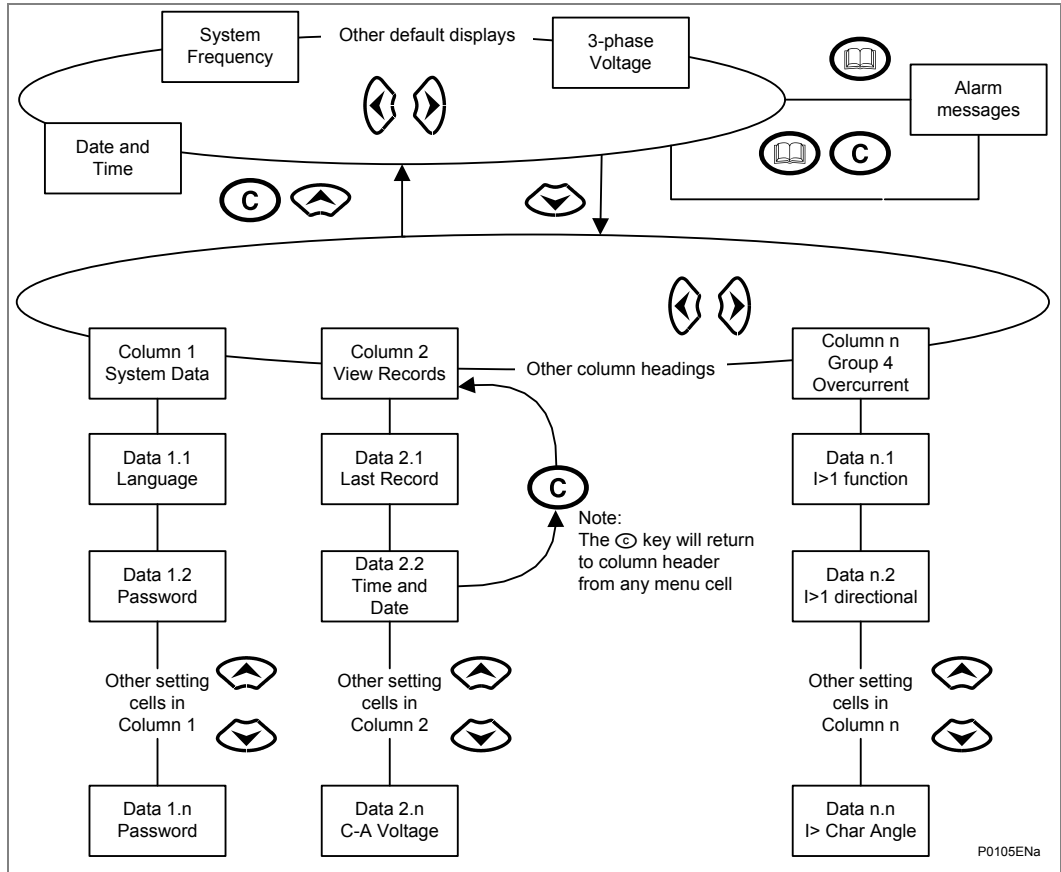 System
Frequency
Other default displays
3-phase
Voltage
Alarm
messages
Date and
Time
C
C
Column 1
System Data
Column 2
View Records
Other column headings
Column n
Group 4
Overcurrent
Data 1.1
Language
Data 2.1
Last Record
Data n.1
I>1 function
C
Note:
The C key will return
to column header
from any menu cell
Data 1.2
Password
Data 2.2
Time and
Date
Data n.2
I>1 directional
Other setting
cells in
Column 1
Other setting
cells in
Column 2
Other setting
cells in
Column n
Data 1.n
Password
Data 2.n
C-A Voltage
Data n.n
I> Char Angle
P0105ENa